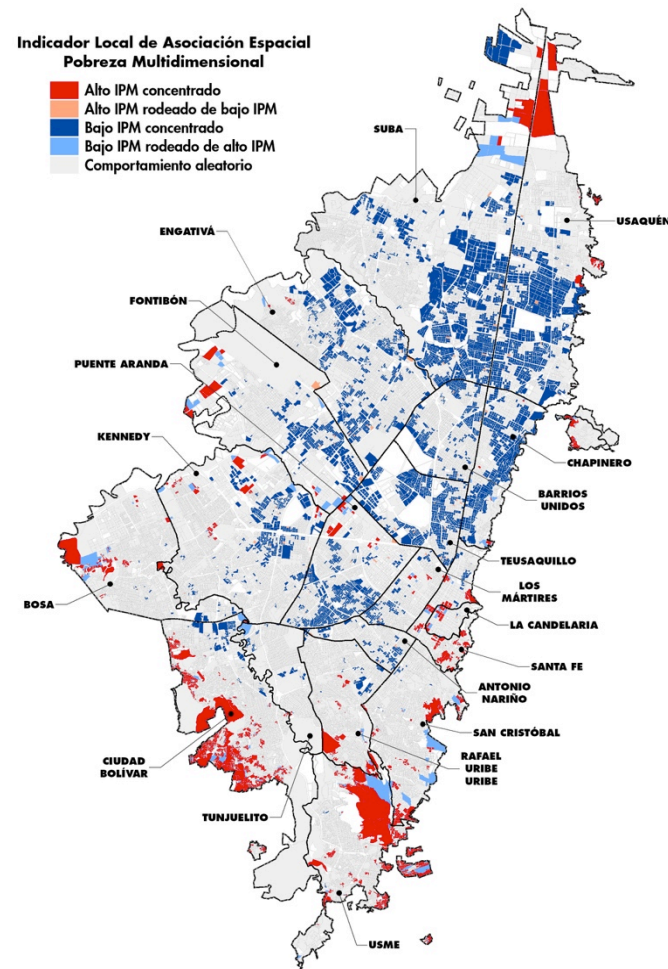 Indicador Local de Asociación Espacial
Pobreza Multidimensional
Alto IPM concentrado
Alto IPM rodeado de bajo IPM
Bajo IPM concentrado
Bajo IPM rodeado de alto IPM
Comportamiento aleatorio
SUBA
USAQUÉN
ENGATIVÁ
FONTIBÓN
PUENTE ARANDA
KENNEDY
CHAPINERO
BARRIOS
UNIDOS
TEUSAQUILLO
LOS
MÁRTIRES
BOSA
LA CANDELARIA
SANTA FE
ANTONIO
NARIÑO
SAN CRISTÓBAL
CIUDAD
BOLÍVAR
RAFAEL
URIBE
URIBE
TUNJUELITO
USME